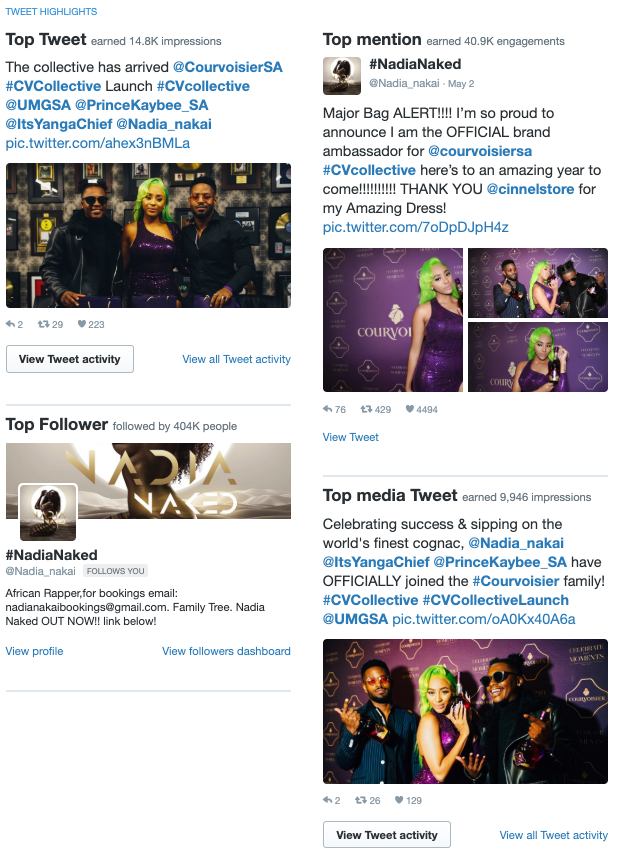 TWEET HIGHLIGHTS
Top Tweet earned 14.8K impressions
The collective has arrived @CourvoisierSA
#CVCollective Launch #CVcollective
@UMGSA @PrinceKaybee_SA
@ItsYangaChief @Nadia_nakai
pic.twitter.com/ahex3nBMLa
2 29 223
View Tweet activity
View all Tweet activity
Top Follower followed by 404K people
NADIA
NAKED
#NadiaNaked
@Nadia_nakai FOLLOWS YOU
African Rapper,for bookings email:
nadianakaibookings@gmail.com. Family Tree. Nadia
Naked OUT NOW!! link below!
View profile
View followers dashboard
Top mention earned 40.9K engagements
#NadiaNaked
@Nadia_nakai · May 2
Major Bag ALERT!!!! I’m so proud to
announce I am the OFFICIAL brand
ambassador for @courvoisiersa
#CVcollective here’s to an amazing year to
come!!!!!!!!!! THANK YOU @cinnelstore for
my Amazing Dress!
pic.twitter.com/7oDpDJpH4z
COURVOI
76 429 4494
View Tweet
Top media Tweet earned 9,946 impressions
Celebrating success & sipping on the
world's finest cognac, @Nadia_nakai
@ItsYangaChief @PrinceKaybee_SA have
OFFICIALLY joined the #Courvoisier family!
#CVCollective #CVCollectiveLaunch
@UMGSA pic.twitter.com/oA0Kx40A6a
CELEBRATE
MOMENTS
2 26 129
View Tweet activity
View all Tweet activity